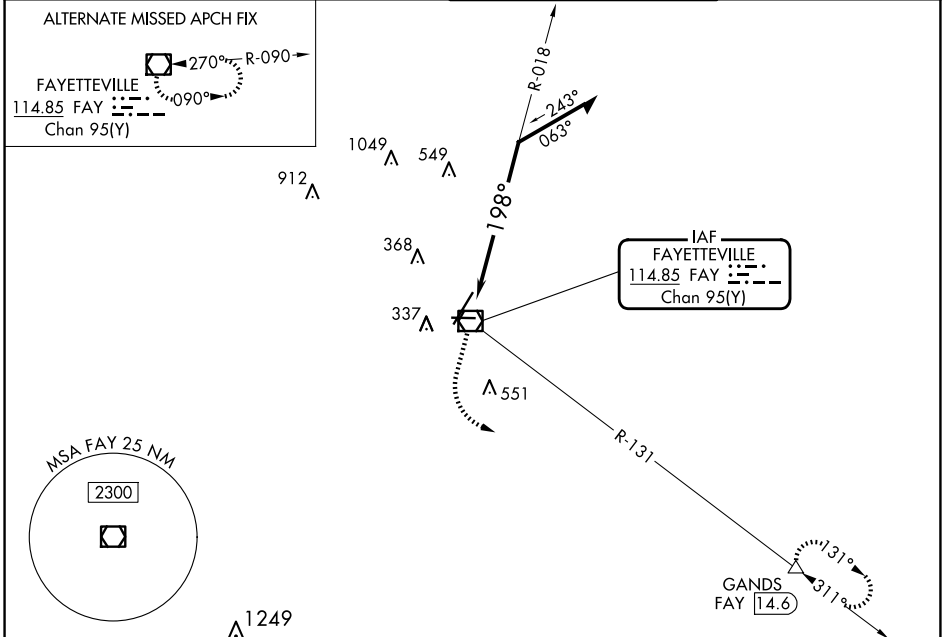 ALTERNATE MISSED APCH FIX
270° R-090
FAYETTEVILLE
090°
114.85 FAY
Chan 95(Y)
R-018
243°
063°
1049
549
912
198°
368
IAF
FAYETTEVILLE
114.85 FAY
Chan 95(Y)
337
551
R-131
MSA FAY 25 NM
2300
131°
311°
GANDS
FAY 14.6
1249